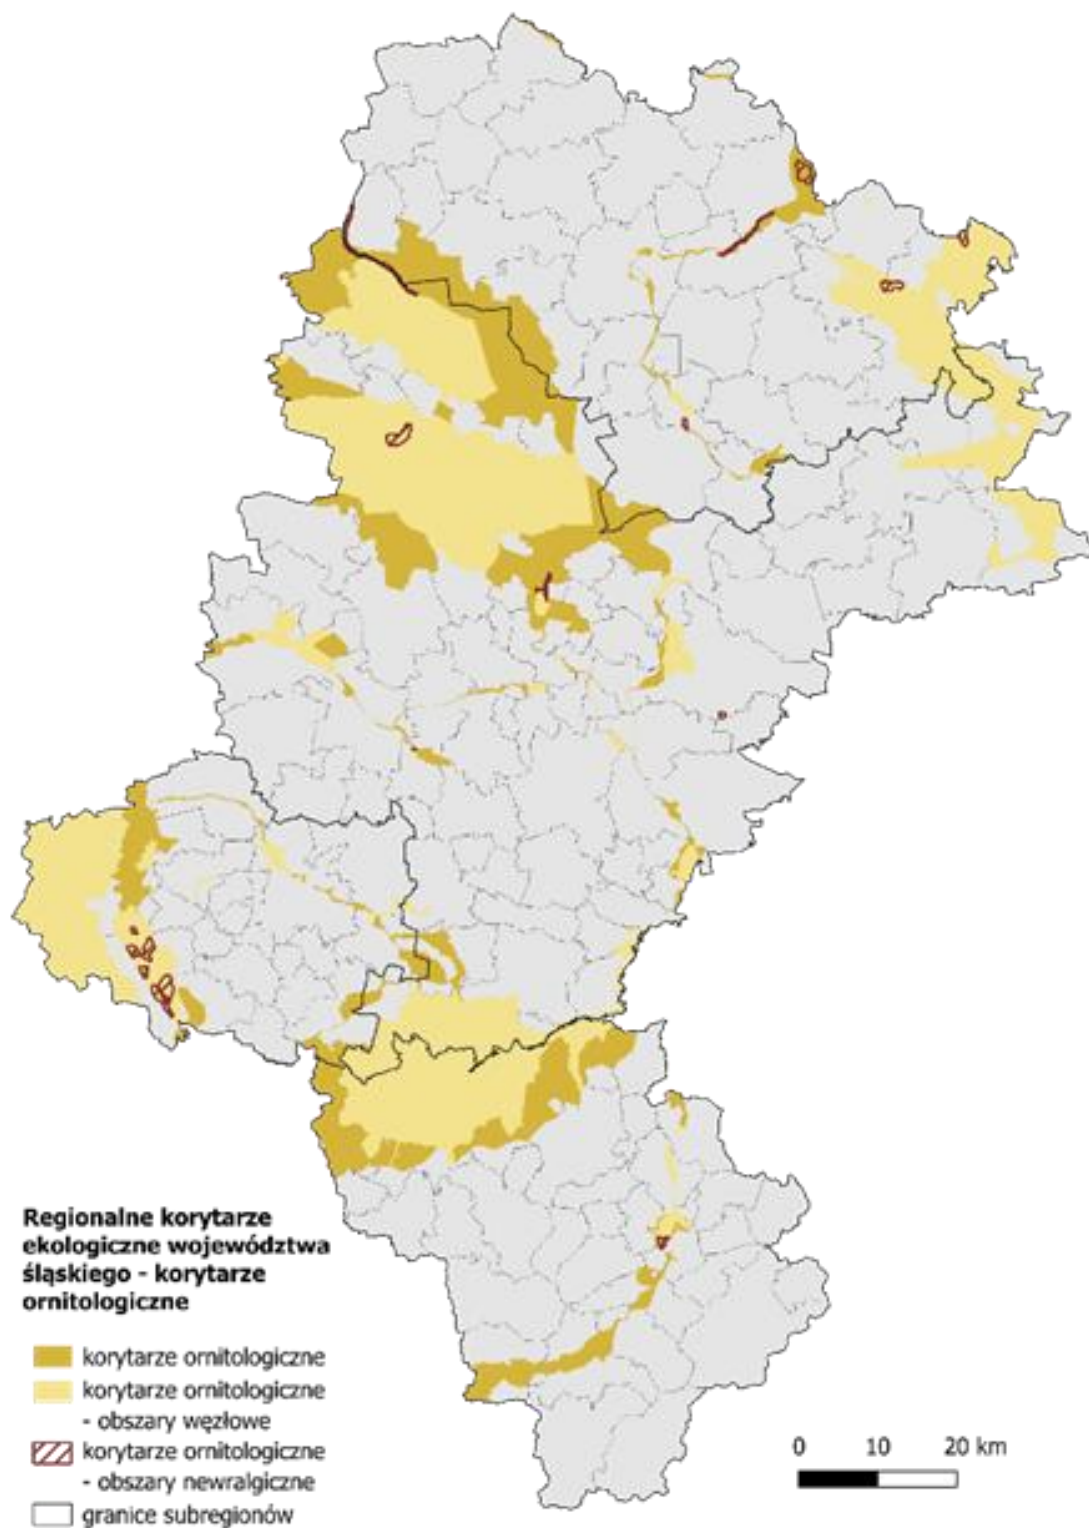 Regionalne korytarze
ekologiczne województwa
śląskiego - korytarze
ornitologiczne
korytarze ornitologiczne
korytarze ornitologiczne
- obszary węzłowe
korytarze ornitologiczne
- obszary newralgiczne
granice subregionów
0 10 20 km